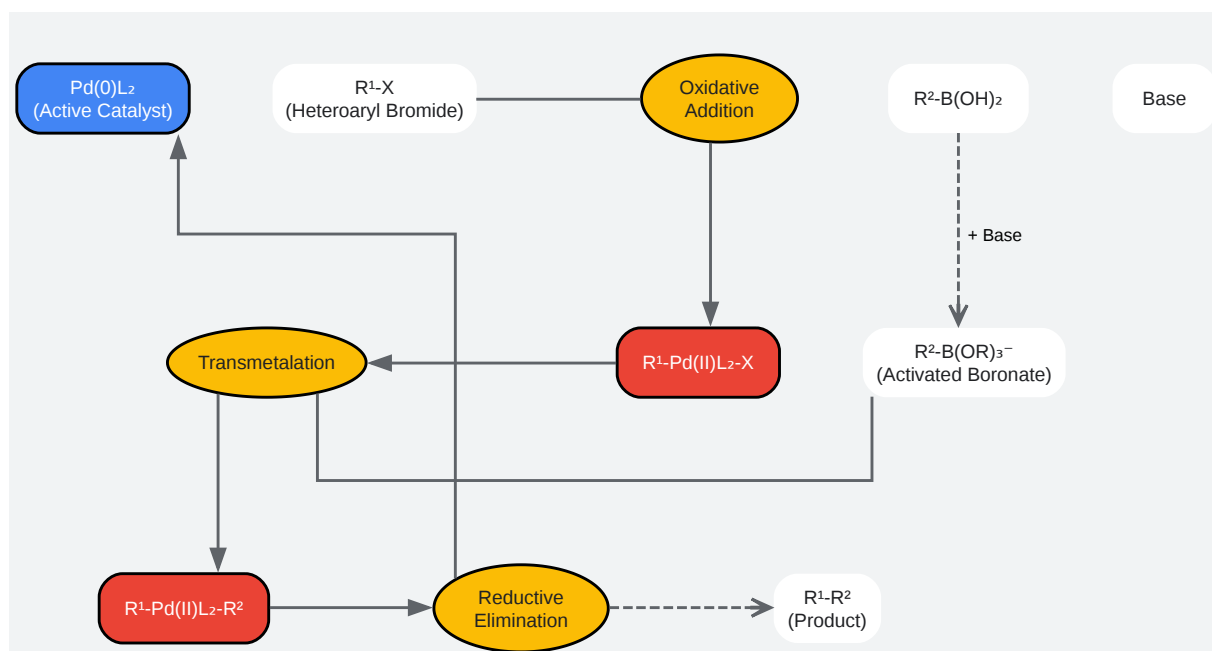 Pd(0)L₂
(Active Catalyst)
R¹-X
(Heteroaryl Bromide)
Oxidative
Addition
R²-B(OH)₂
Base
+ Base
Transmetalation
R¹-Pd(II)L₂-X
R²-B(OR)₃⁻
(Activated Boronate)
R¹-Pd(II)L₂-R²
Reductive
Elimination
R¹-R²
(Product)